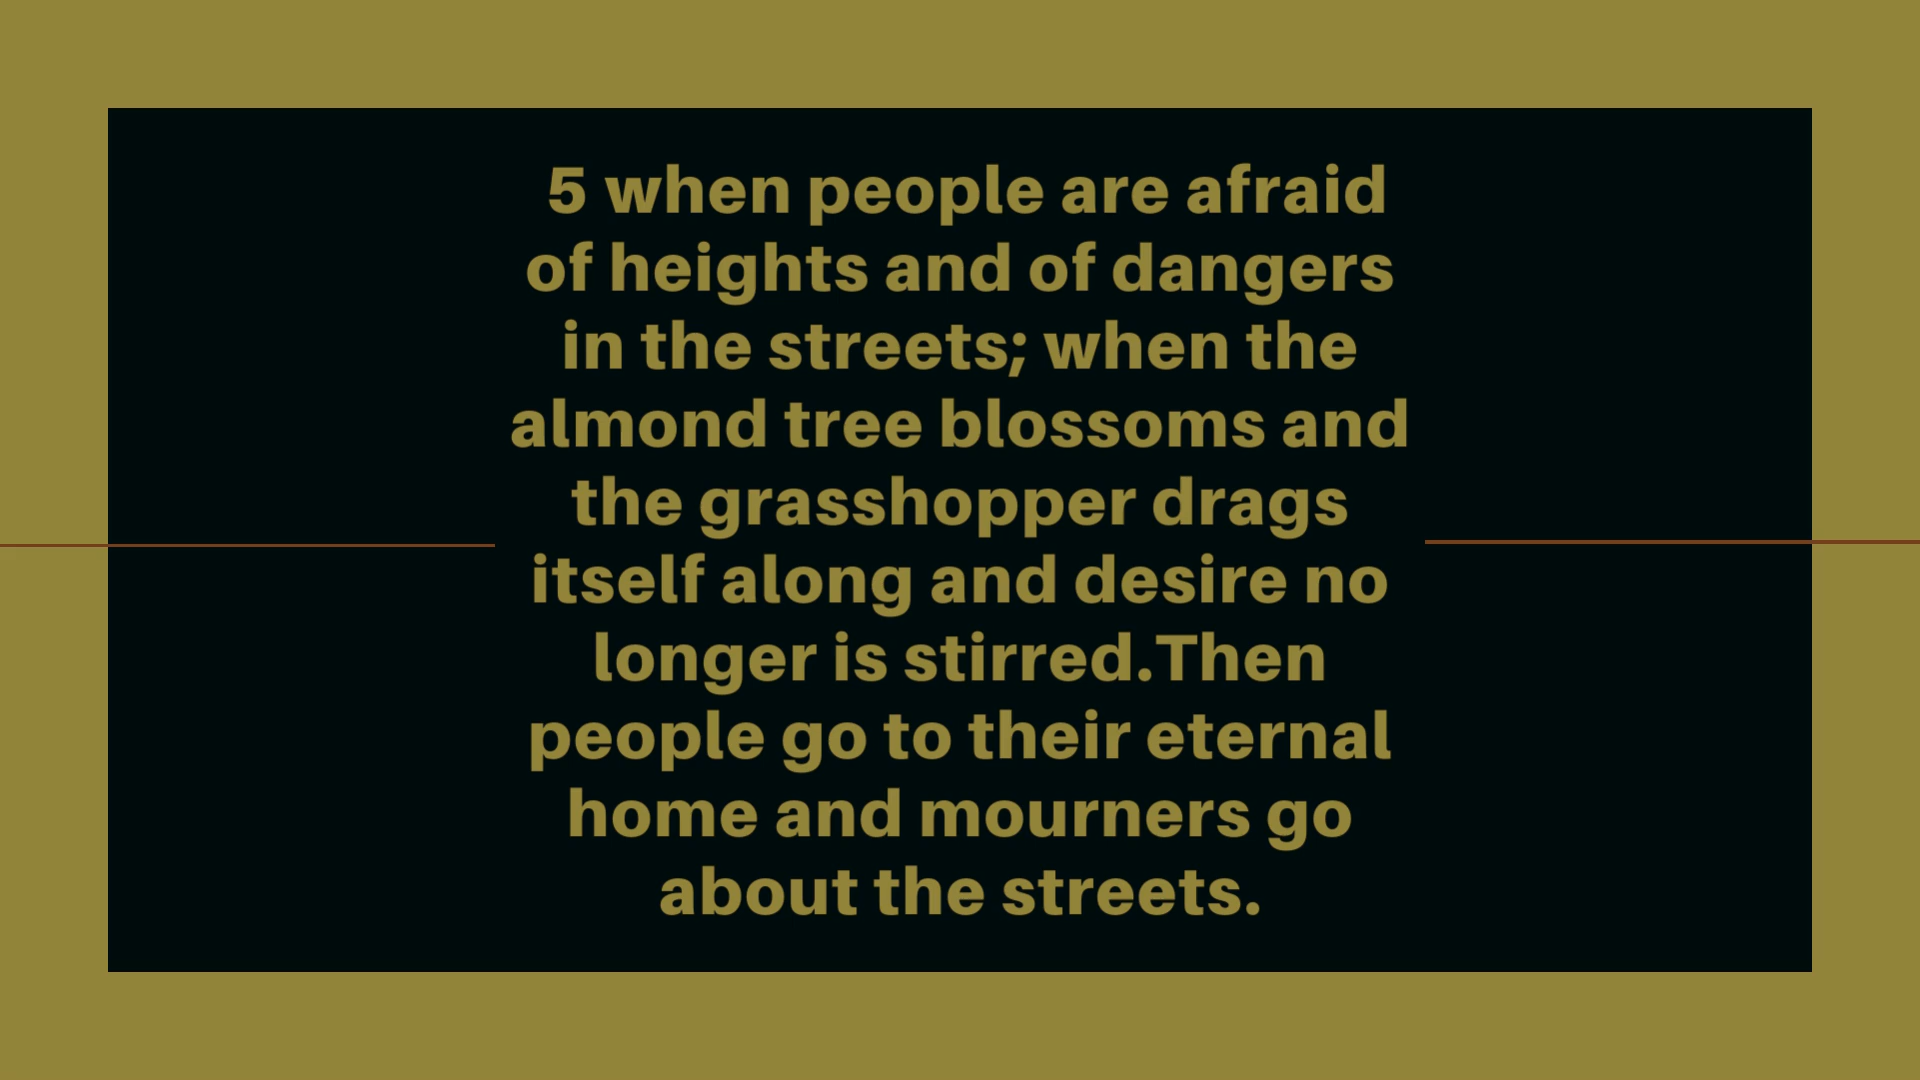 5 when people are afraid
of heights and of dangers
in the streets; when the
almond tree blossoms and
the grasshopper drags
itself along and desire no
longer is stirred.Then
people go to their eternal
home and mourners go
about the streets.